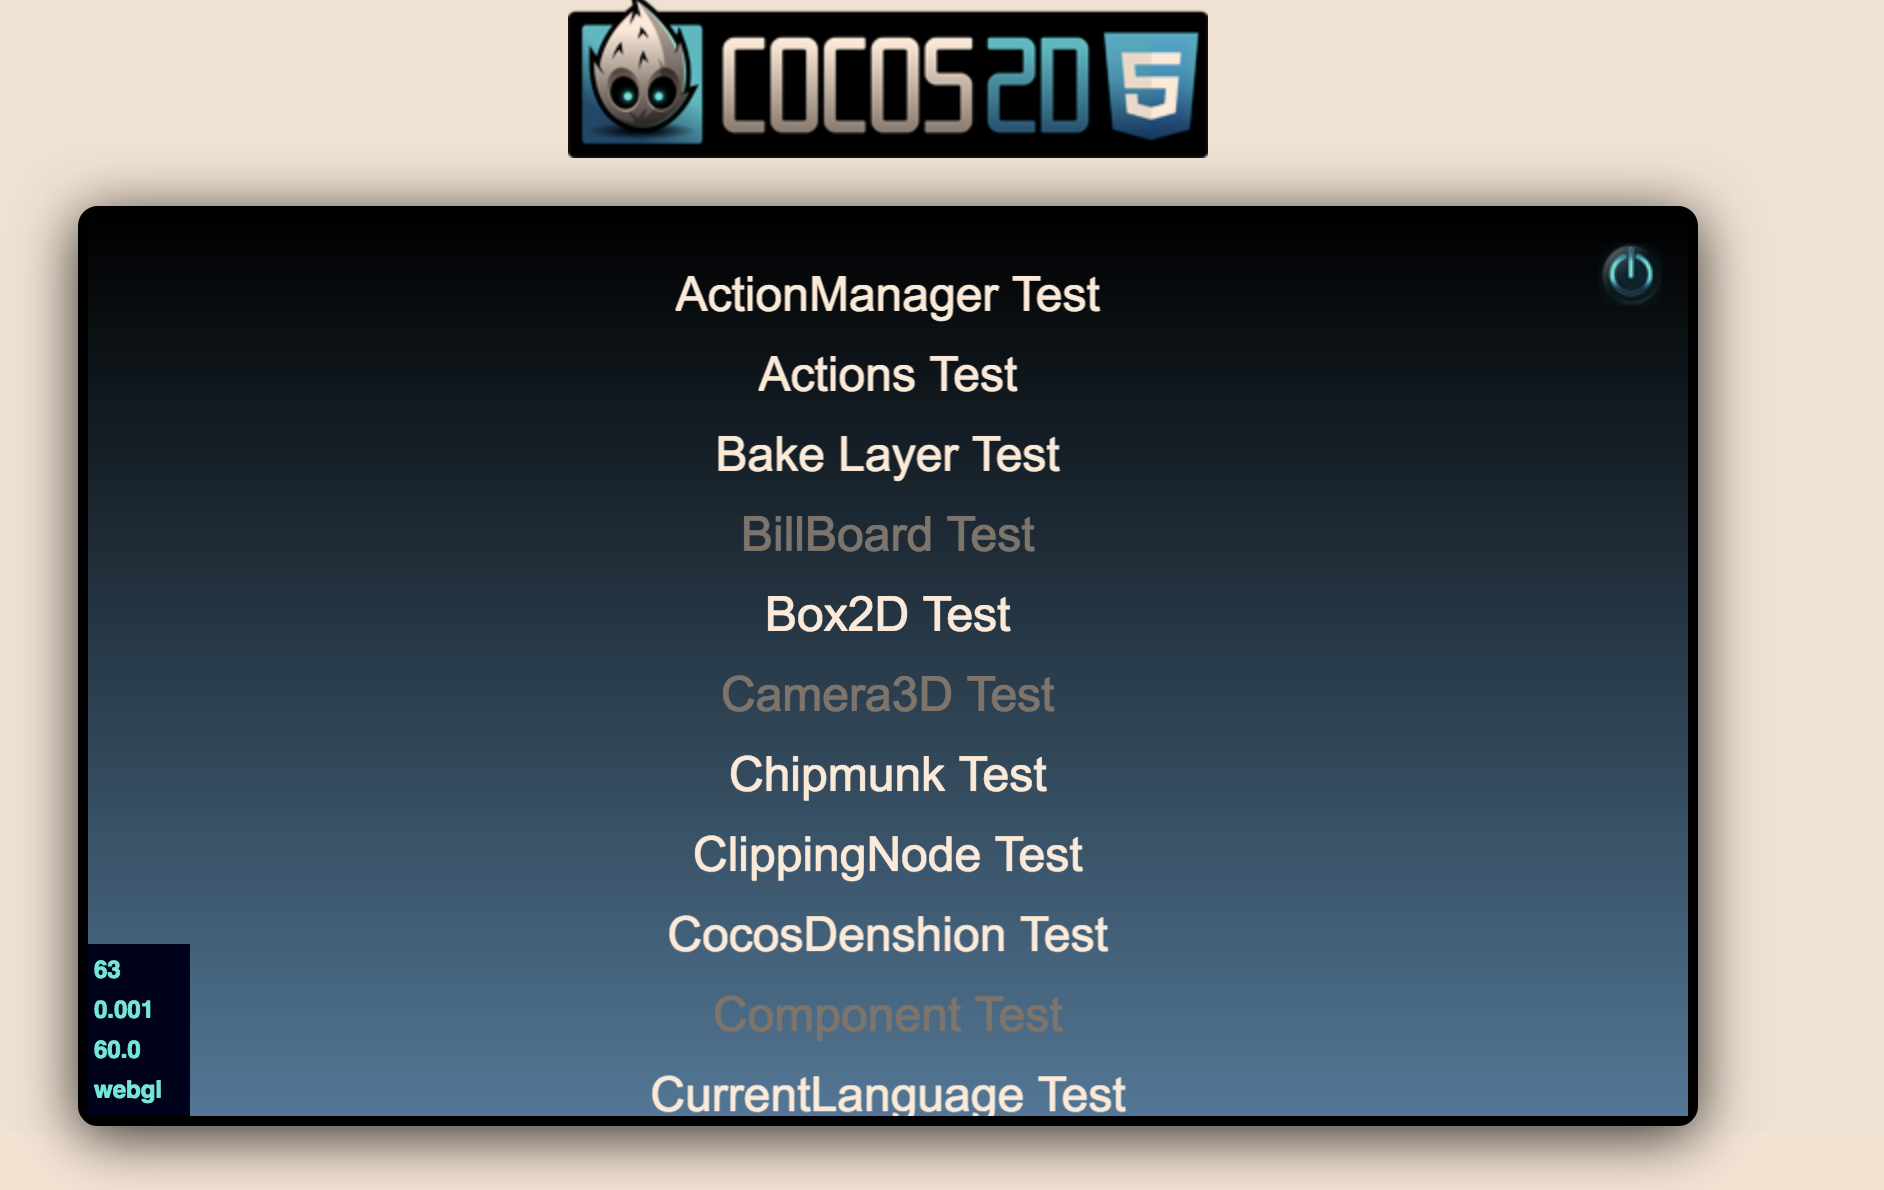 COCOS2D 5
ActionManager Test
Actions Test
Bake Layer Test
BillBoard Test
Box2D Test
Camera3D Test
Chipmunk Test
ClippingNode Test
CocosDenshion Test
Component Test
CurrentLanguage Test
63
0.001
60.0
webgl